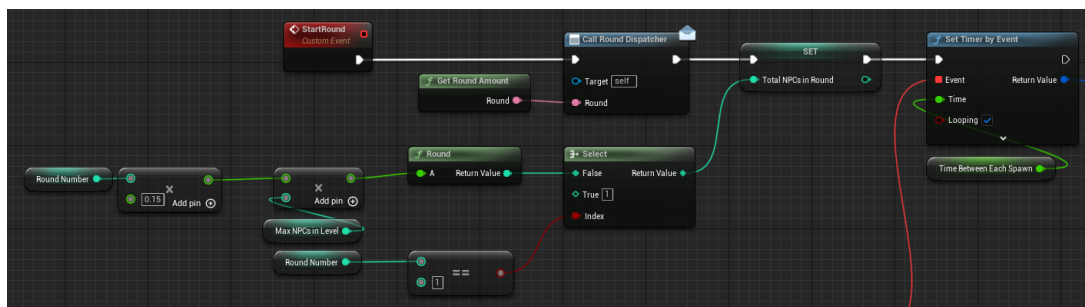 StartRound
Custom Event
Call Round Dispatcher
Target self
Round
Get Round Amount
Round
SET
Total NPCs in Round
Set Timer by Event
Event Return Value
Time
Looping
Time Between Each Spawn
Round Number
0.15 Add pin
Add pin
Max NPCs in Level
Round
A Return Value
Select
False Return Value
True 1
Index
Round Number
==
1